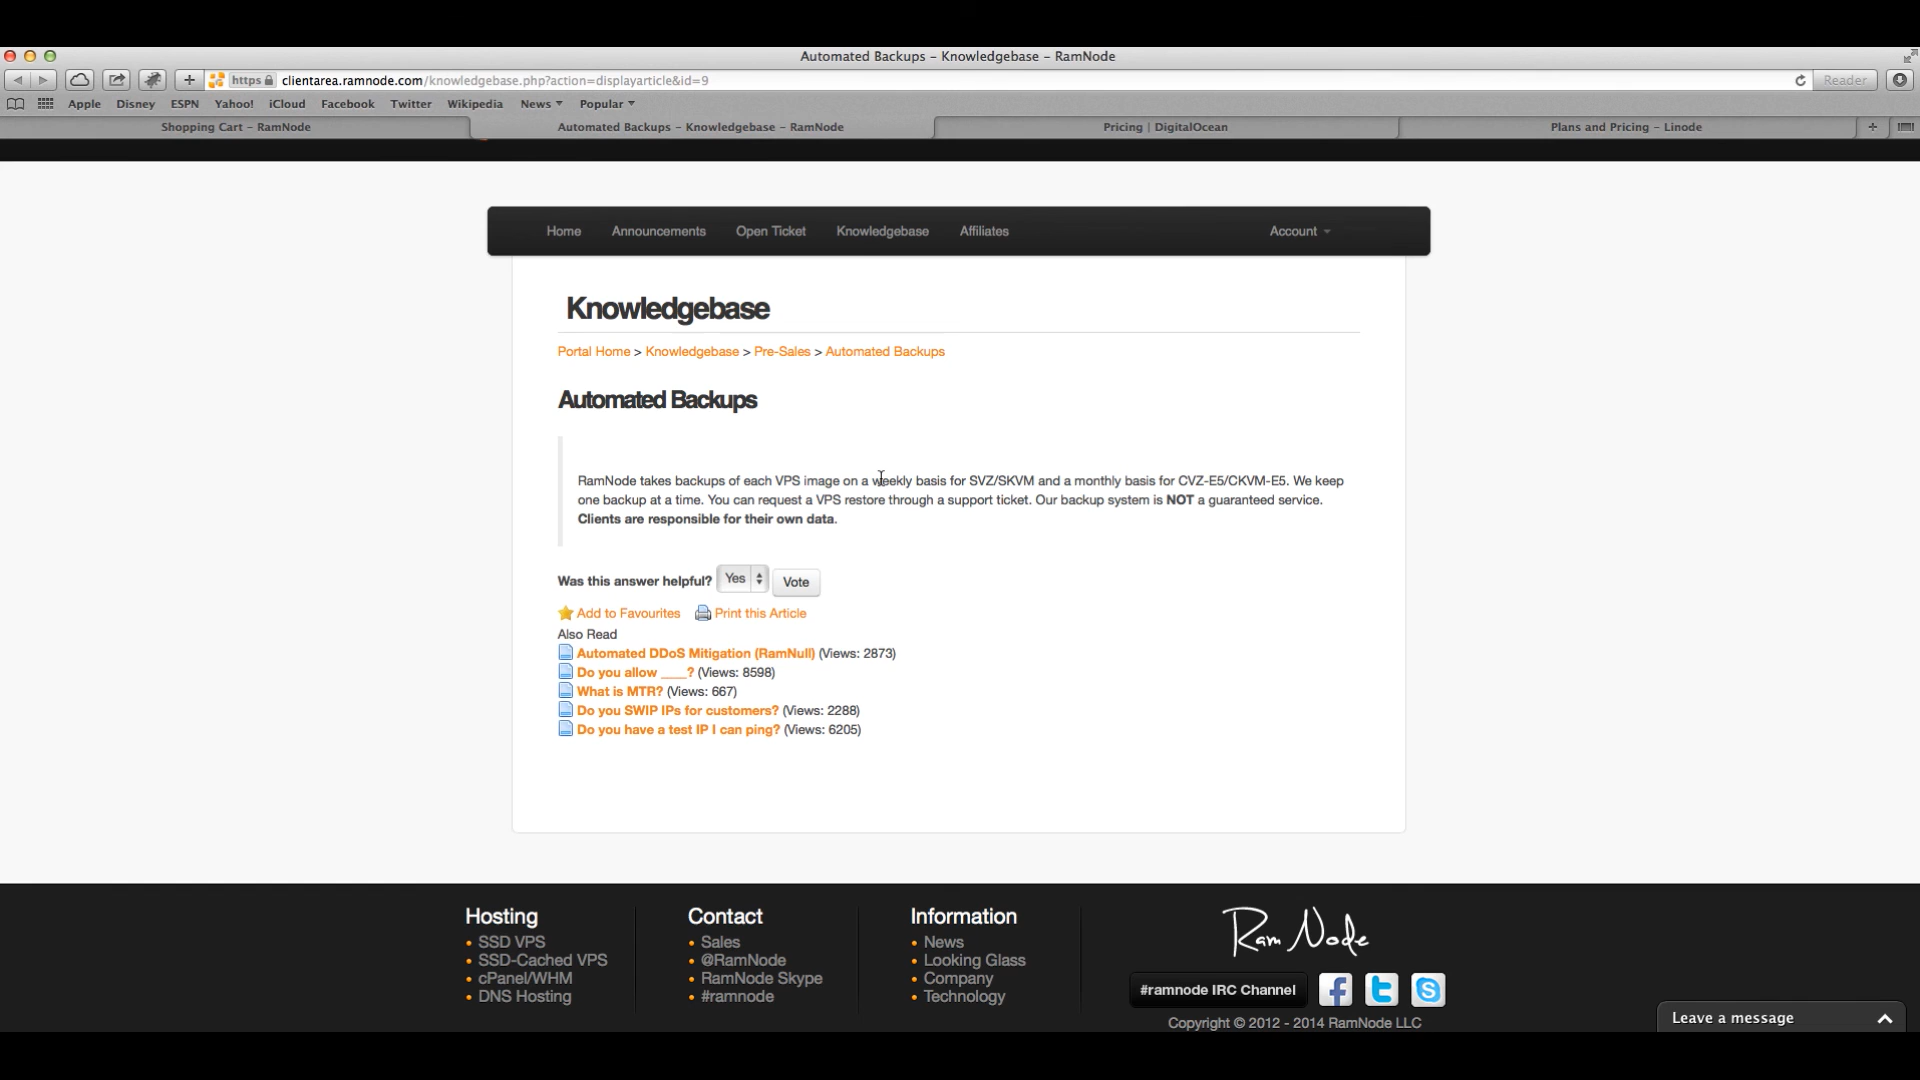 Automated Backups – Knowledgebase – RamNode
https clientarea.ramnode.com/knowledgebase.php?action=displayarticle&id=9 Reader
Apple Disney ESPN Yahoo! iCloud Facebook Twitter Wikipedia News Popular
Shopping Cart – RamNode Automated Backups – Knowledgebase – RamNode Pricing | DigitalOcean Plans and Pricing – Linode
Home Announcements Open Ticket Knowledgebase Affiliates Account
Knowledgebase
Portal Home > Knowledgebase > Pre-Sales > Automated Backups
Automated Backups
RamNode takes backups of each VPS image on a weekly basis for SVZ/SKVM and a monthly basis for CVZ-E5/CKVM-E5. We keep
one backup at a time. You can request a VPS restore through a support ticket. Our backup system is NOT a guaranteed service.
Clients are responsible for their own data.
Was this answer helpful? Yes Vote
Add to Favourites Print this Article
Also Read
Automated DDoS Mitigation (RamNull) (Views: 2873)
Do you allow ____? (Views: 8598)
What is MTR? (Views: 667)
Do you SWIP IPs for customers? (Views: 2288)
Do you have a test IP I can ping? (Views: 6205)
Hosting
• SSD VPS
• SSD-Cached VPS
• cPanel/WHM
• DNS Hosting
Contact
• Sales
• @RamNode
• RamNode Skype
• #ramnode
Information
• News
• Looking Glass
• Company
• Technology
Ram Node
#ramnode IRC Channel
Copyright © 2012 - 2014 RamNode LLC
Leave a message